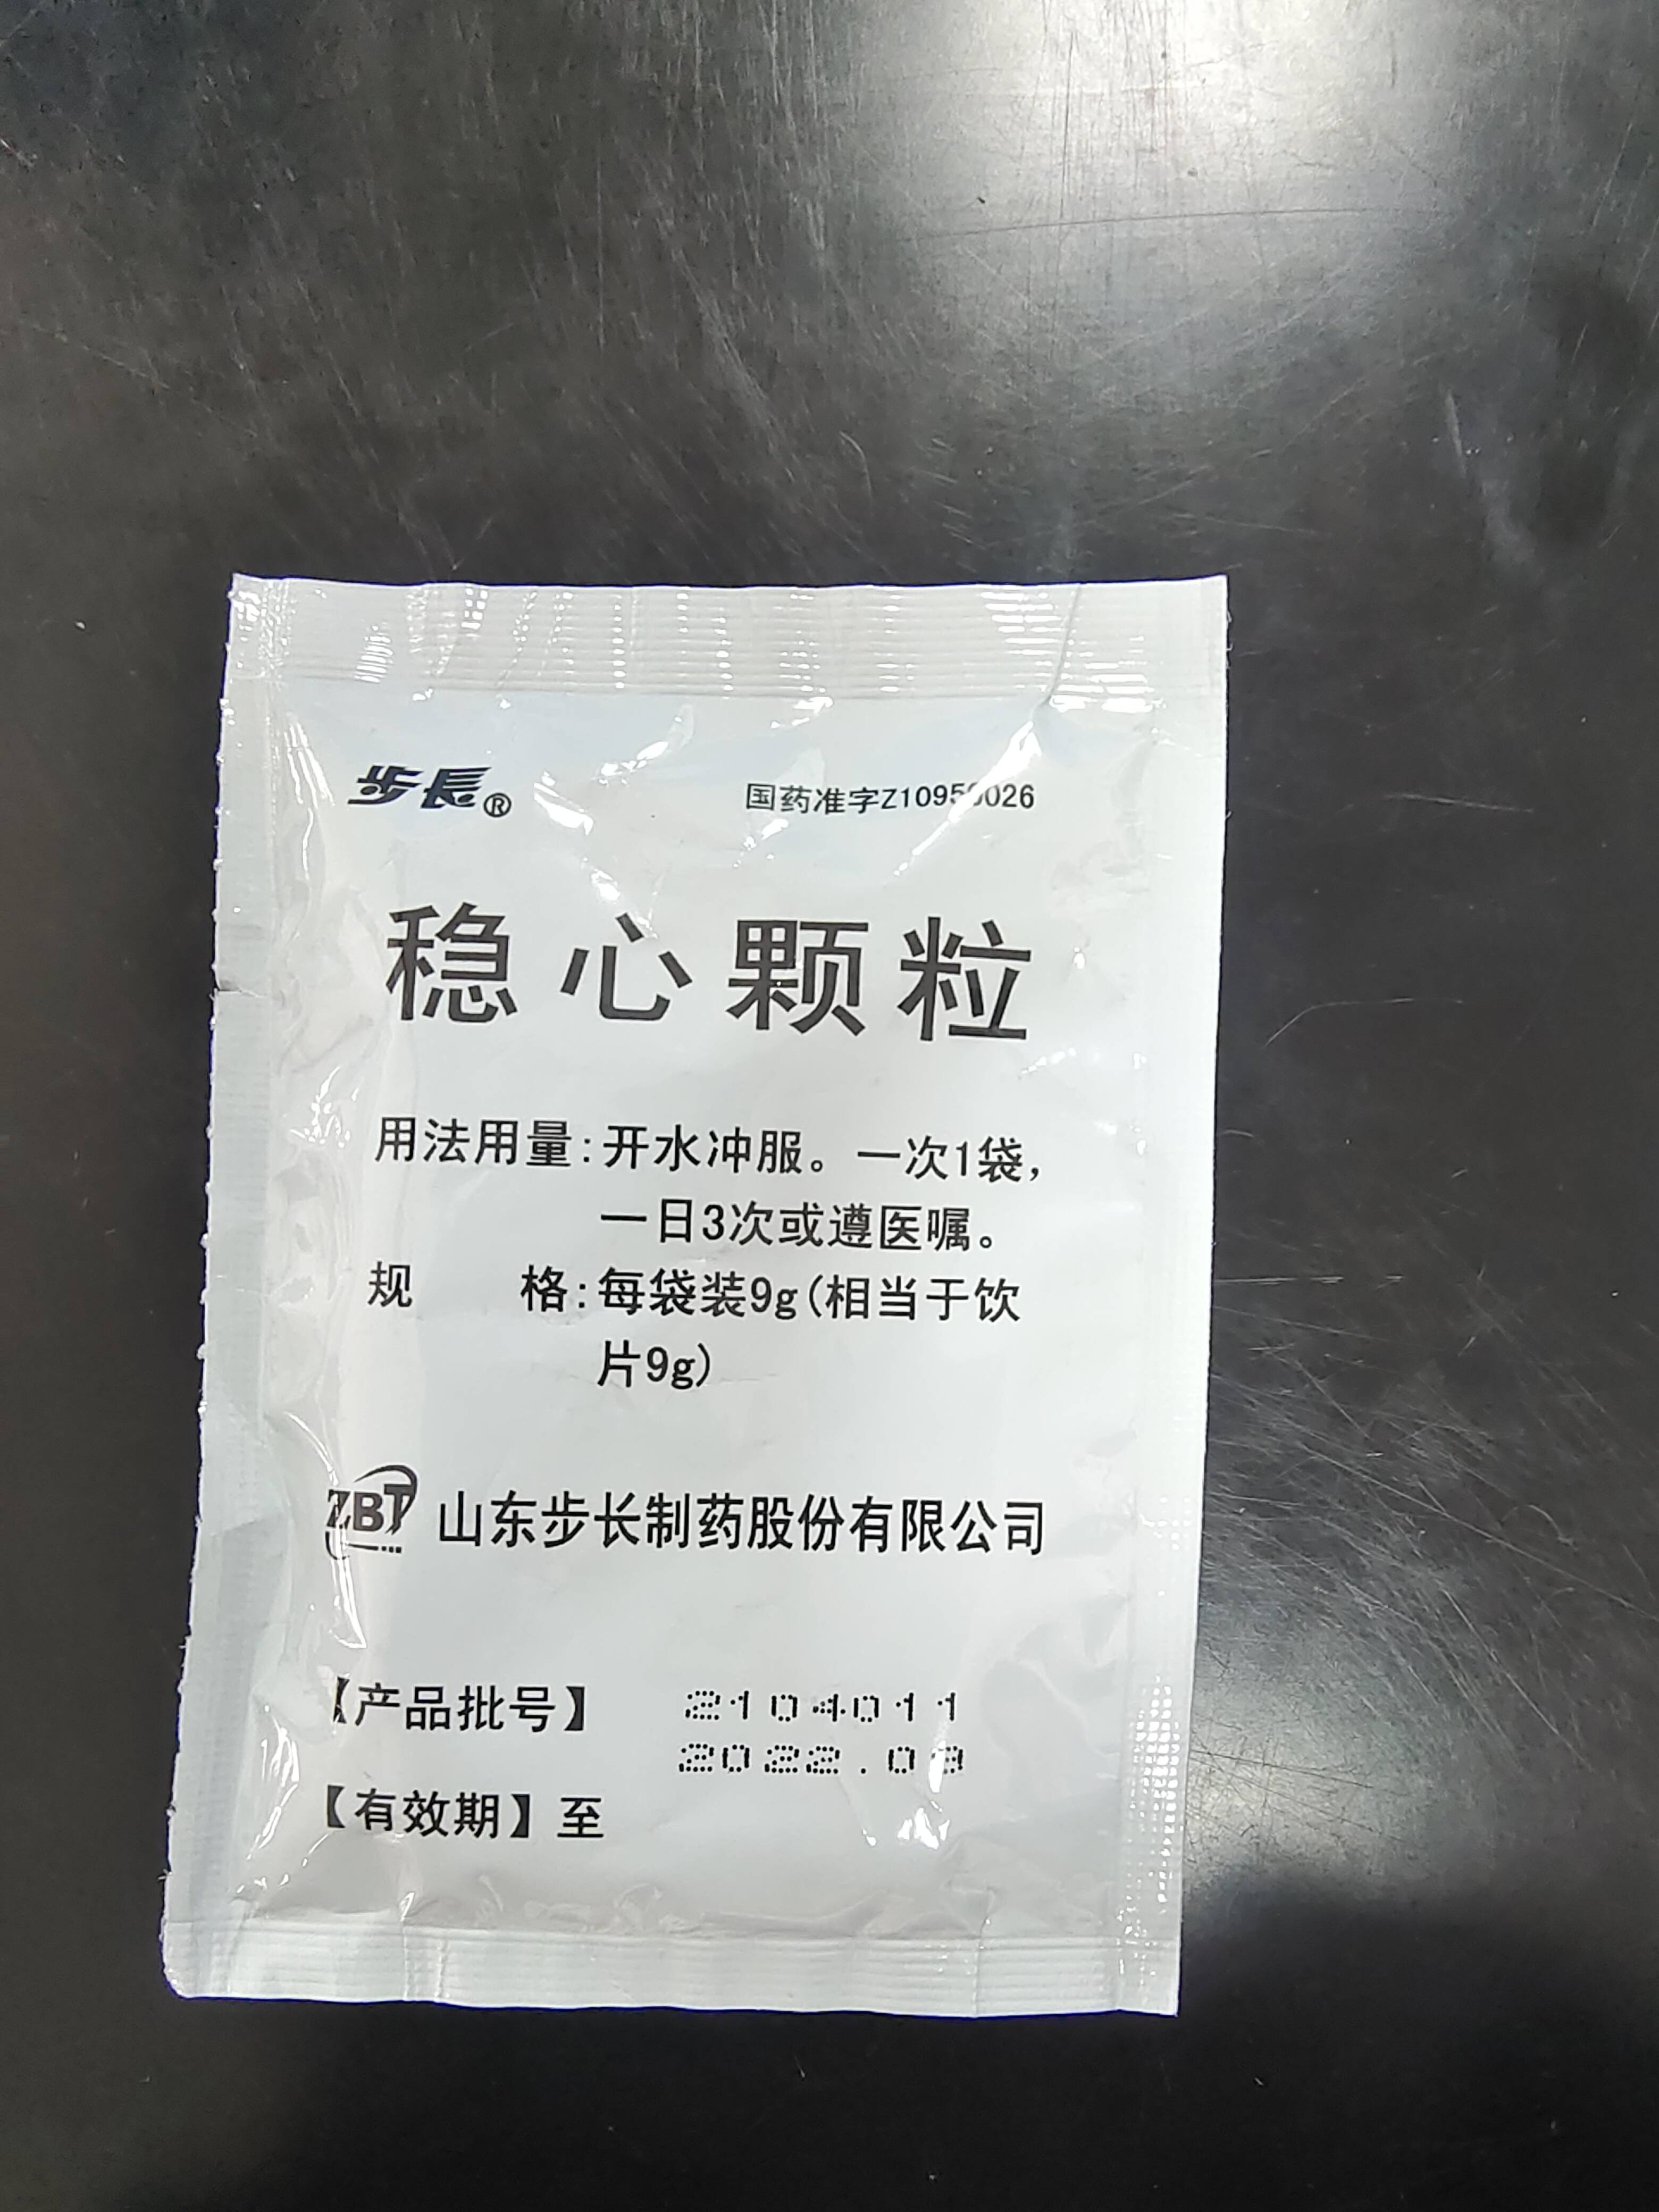 步長®
国药准字Z10950026
稳心颗粒
用法用量:开水冲服。一次1袋,
一日3次或遵医嘱。
规 格:每袋装9g(相当于饮
片9g)
ZBT 山东步长制药股份有限公司
【产品批号】 2104011
2022.09
【有效期】至